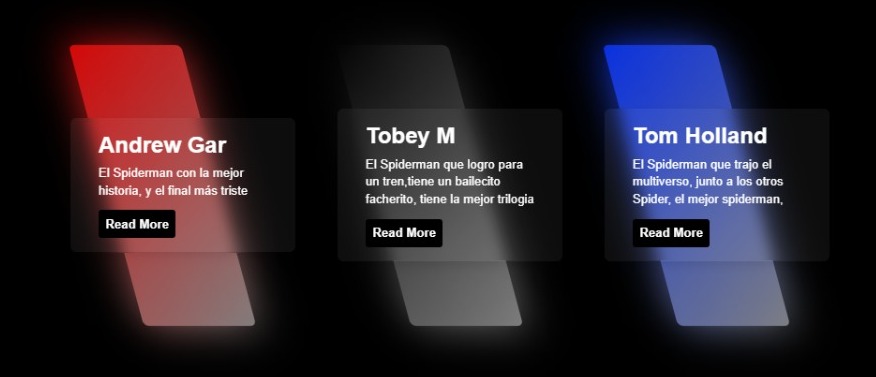 Andrew Gar
El Spiderman con la mejor
historia, y el final más triste
Read More
Tobey M
El Spiderman que logro para
un tren,tiene un bailecito
facherito, tiene la mejor trilogia
Read More
Tom Holland
El Spiderman que trajo el
multiverso, junto a los otros
Spider, el mejor spiderman,
Read More